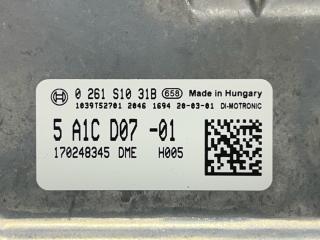 0 261 S10 31B 658 Made in Hungary
1039T52701 2046 1694 20-03-01 DI-MOTRONIC
5 A1C D07 -01
170248345 DME H005